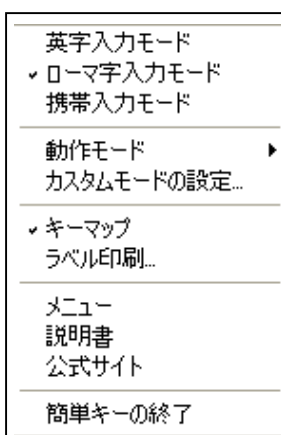 英字入力モード
ローマ字入力モード
携帯入力モード
動作モード
カスタムモードの設定...
キーマップ
ラベル印刷...
メニュー
説明書
公式サイト
簡単キーの終了